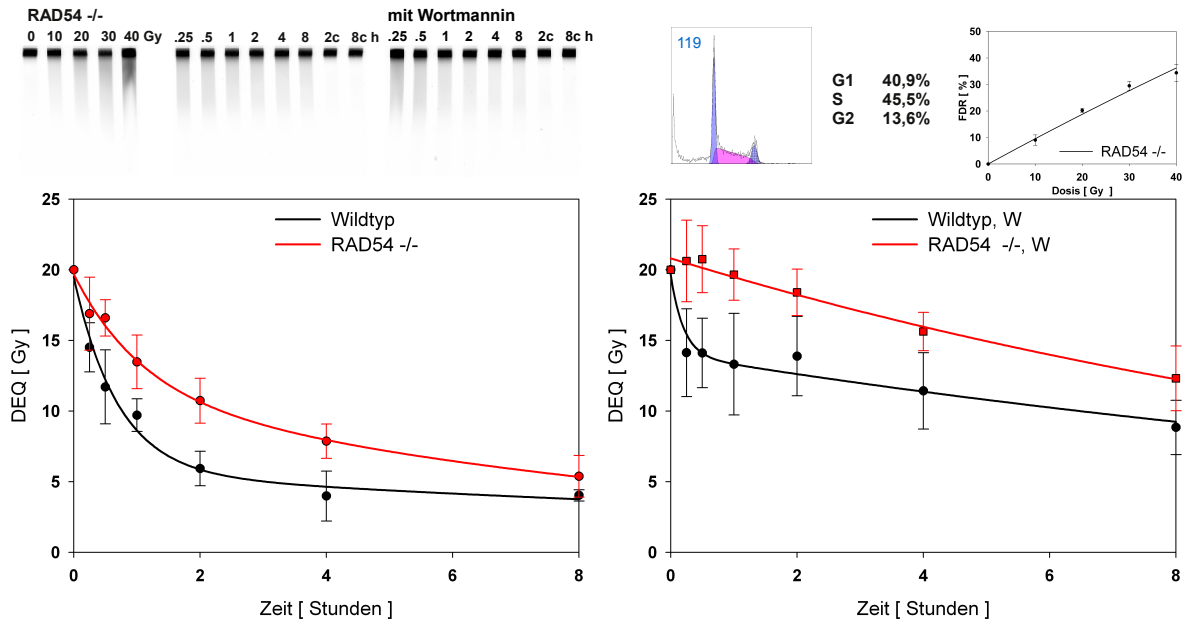 RAD54 -/-
0 10 20 30 40 Gy .25 .5 1 2 4 8 2c 8c h
mit Wortmannin
.25 .5 1 2 4 8 2c 8c h
119
G1 40,9%
S 45,5%
G2 13,6%
FDR [ % ]
50
40
30
20
10
0
RAD54 -/-
0 10 20 30 40
Dosis [ Gy ]
DEQ [ Gy ]
25
20
15
10
5
0
Wildtyp
RAD54 -/-
0 2 4 6 8
Zeit [ Stunden ]
DEQ [ Gy ]
25
20
15
10
5
0
Wildtyp, W
RAD54 -/-, W
0 2 4 6 8
Zeit [ Stunden ]